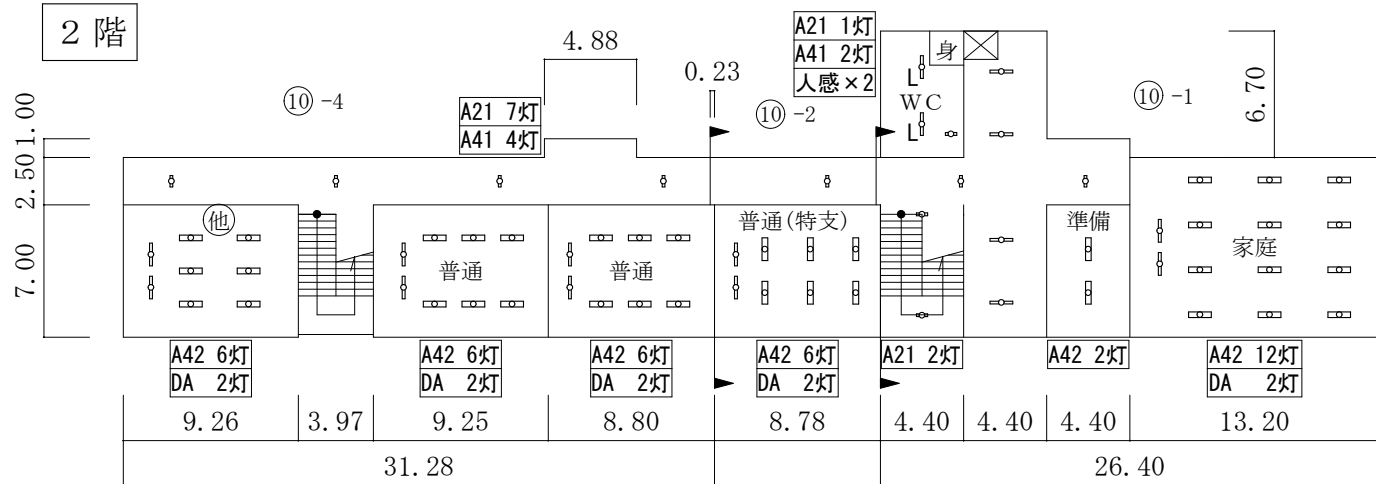 2 階
4.88
0.23
A21 1灯
A41 2灯
人感×2
身
WC
L
L
⑩-4
⑩-2
⑩-1
6.70
A21 7灯
A41 4灯
1.00
2.50
7.00
他
普通
普通
普通(特支)
準備
家庭
A42 6灯
DA 2灯
A42 6灯
DA 2灯
A42 6灯
DA 2灯
A42 6灯
DA 2灯
A21 2灯
A42 2灯
A42 12灯
DA 2灯
9.26
3.97
9.25
8.80
8.78
4.40
4.40
4.40
13.20
31.28
26.40